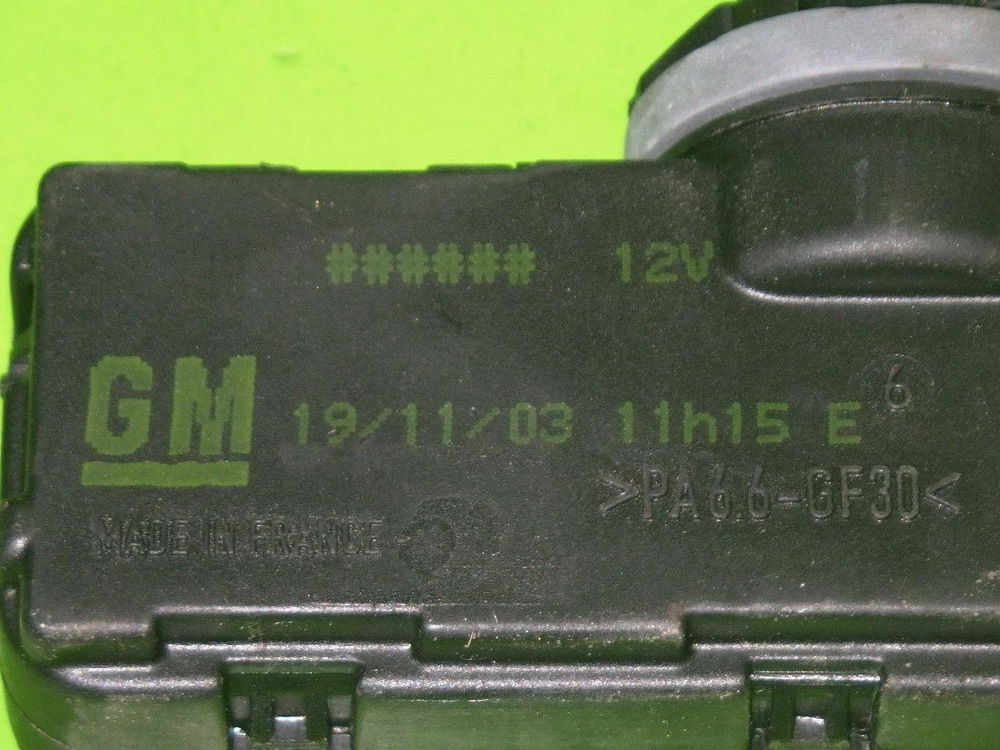 ###### 12V
GM 19/11/03 11h15 E
6
>PA6.6-GF30<
MADE IN FRANCE